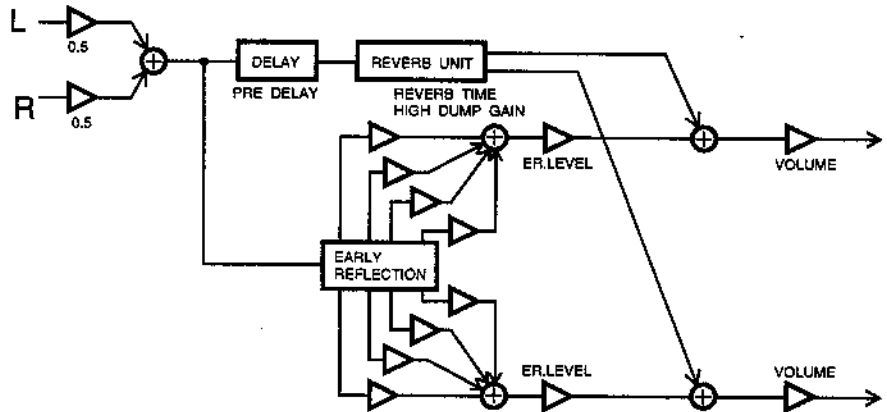 L
0.5
R
0.5
DELAY
PRE DELAY
REVERB UNIT
REVERB TIME
HIGH DUMP GAIN
ER.LEVEL
VOLUME
EARLY
REFLECTION
ER.LEVEL
VOLUME